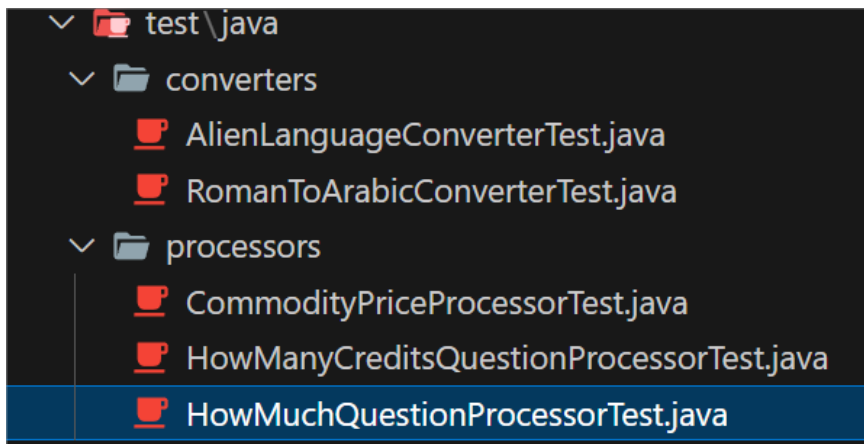 test\java
converters
AlienLanguageConverterTest.java
RomanToArabicConverterTest.java
processors
CommodityPriceProcessorTest.java
HowManyCreditsQuestionProcessorTest.java
HowMuchQuestionProcessorTest.java